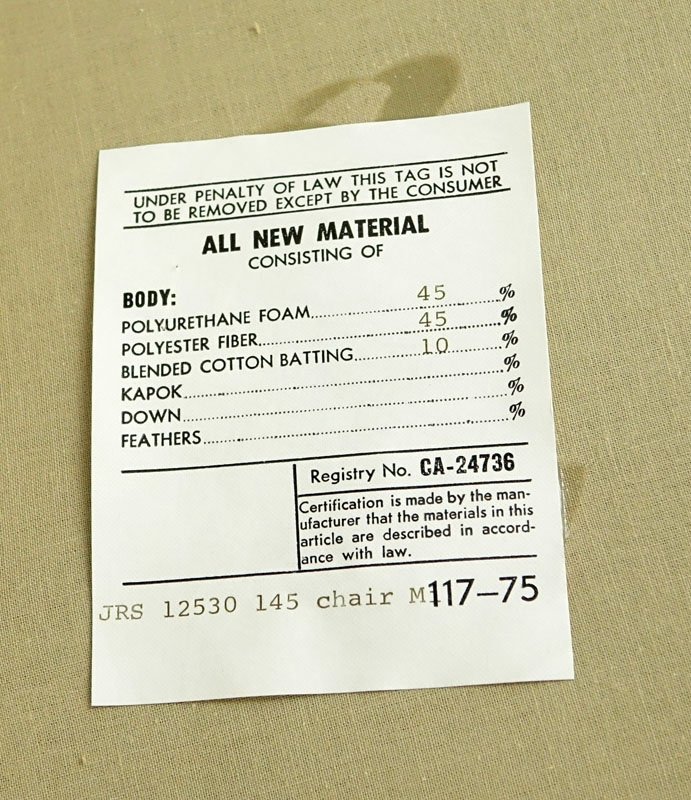 UNDER PENALTY OF LAW THIS TAG IS NOT
TO BE REMOVED EXCEPT BY THE CONSUMER
ALL NEW MATERIAL
CONSISTING OF
BODY:
POLYURETHANE FOAM..............................45..........%
POLYESTER FIBER..............................45..........%
BLENDED COTTON BATTING....................10..........%
KAPOK..................................................%
DOWN..................................................%
FEATHERS..................................................%
Registry No. CA-24736
Certification is made by the man-
ufacturer that the materials in this
article are described in accord-
ance with law.
JRS 12530 145 chair M117-75